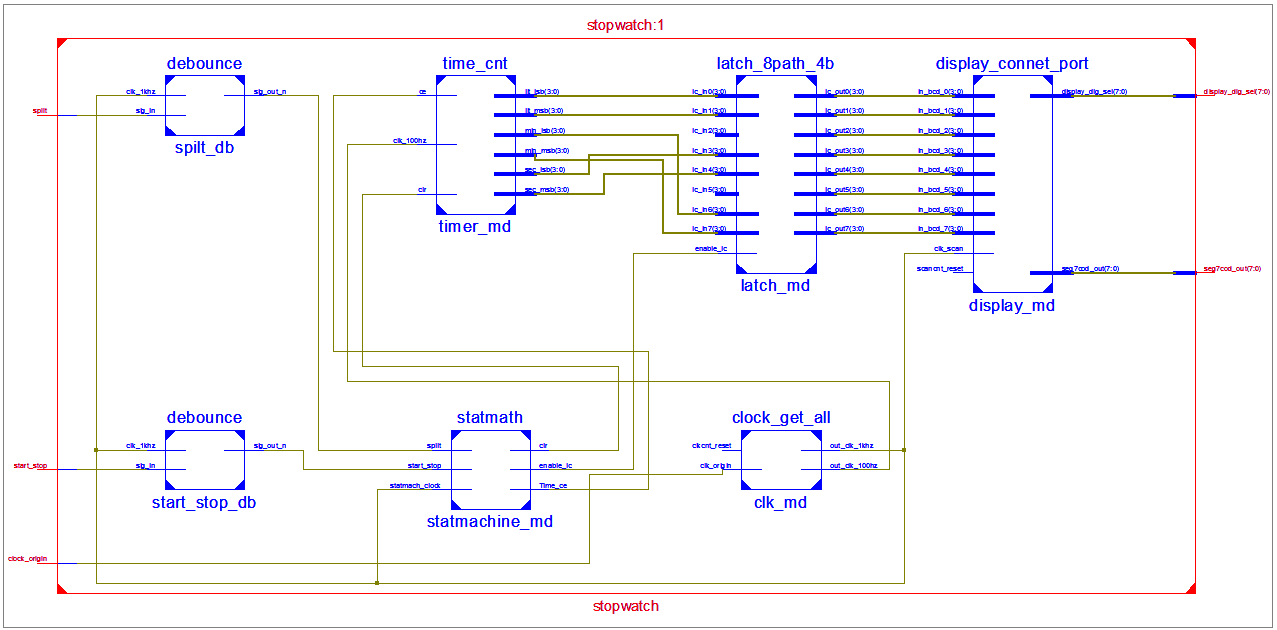 stopwatch:1
debounce
clk_1khz
sig_in
sig_out_n
spilt_db
split
time_cnt
ce
clk_100hz
clr
lt_lsb(3:0)
lt_msb(3:0)
min_lsb(3:0)
min_msb(3:0)
sec_lsb(3:0)
sec_msb(3:0)
timer_md
latch_8path_4b
lc_in0(3:0)
lc_in1(3:0)
lc_in2(3:0)
lc_in3(3:0)
lc_in4(3:0)
lc_in5(3:0)
lc_in6(3:0)
lc_in7(3:0)
enable_lc
lc_out0(3:0)
lc_out1(3:0)
lc_out2(3:0)
lc_out3(3:0)
lc_out4(3:0)
lc_out5(3:0)
lc_out6(3:0)
lc_out7(3:0)
latch_md
display_connet_port
in_bcd_0(3:0)
in_bcd_1(3:0)
in_bcd_2(3:0)
in_bcd_3(3:0)
in_bcd_4(3:0)
in_bcd_5(3:0)
in_bcd_6(3:0)
in_bcd_7(3:0)
clk_scan
scancnt_reset
display_dig_sel(7:0)
seg7cod_out(7:0)
display_md
display_dig_sel(7:0)
seg7cod_out(7:0)
debounce
clk_1khz
sig_in
sig_out_n
start_stop_db
start_stop
statmath
split
start_stop
statmach_clock
clr
enable_lc
Time_ce
statmachine_md
clock_get_all
clkcnt_reset
clk_origin
out_clk_1khz
out_clk_100hz
clk_md
clock_origin
stopwatch